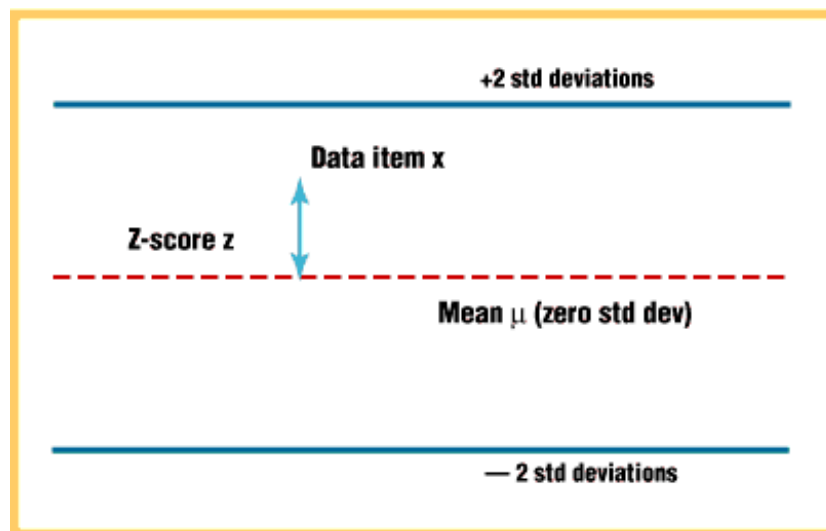 +2 std deviations
Data item x
Z-score z
Mean μ (zero std dev)
— 2 std deviations